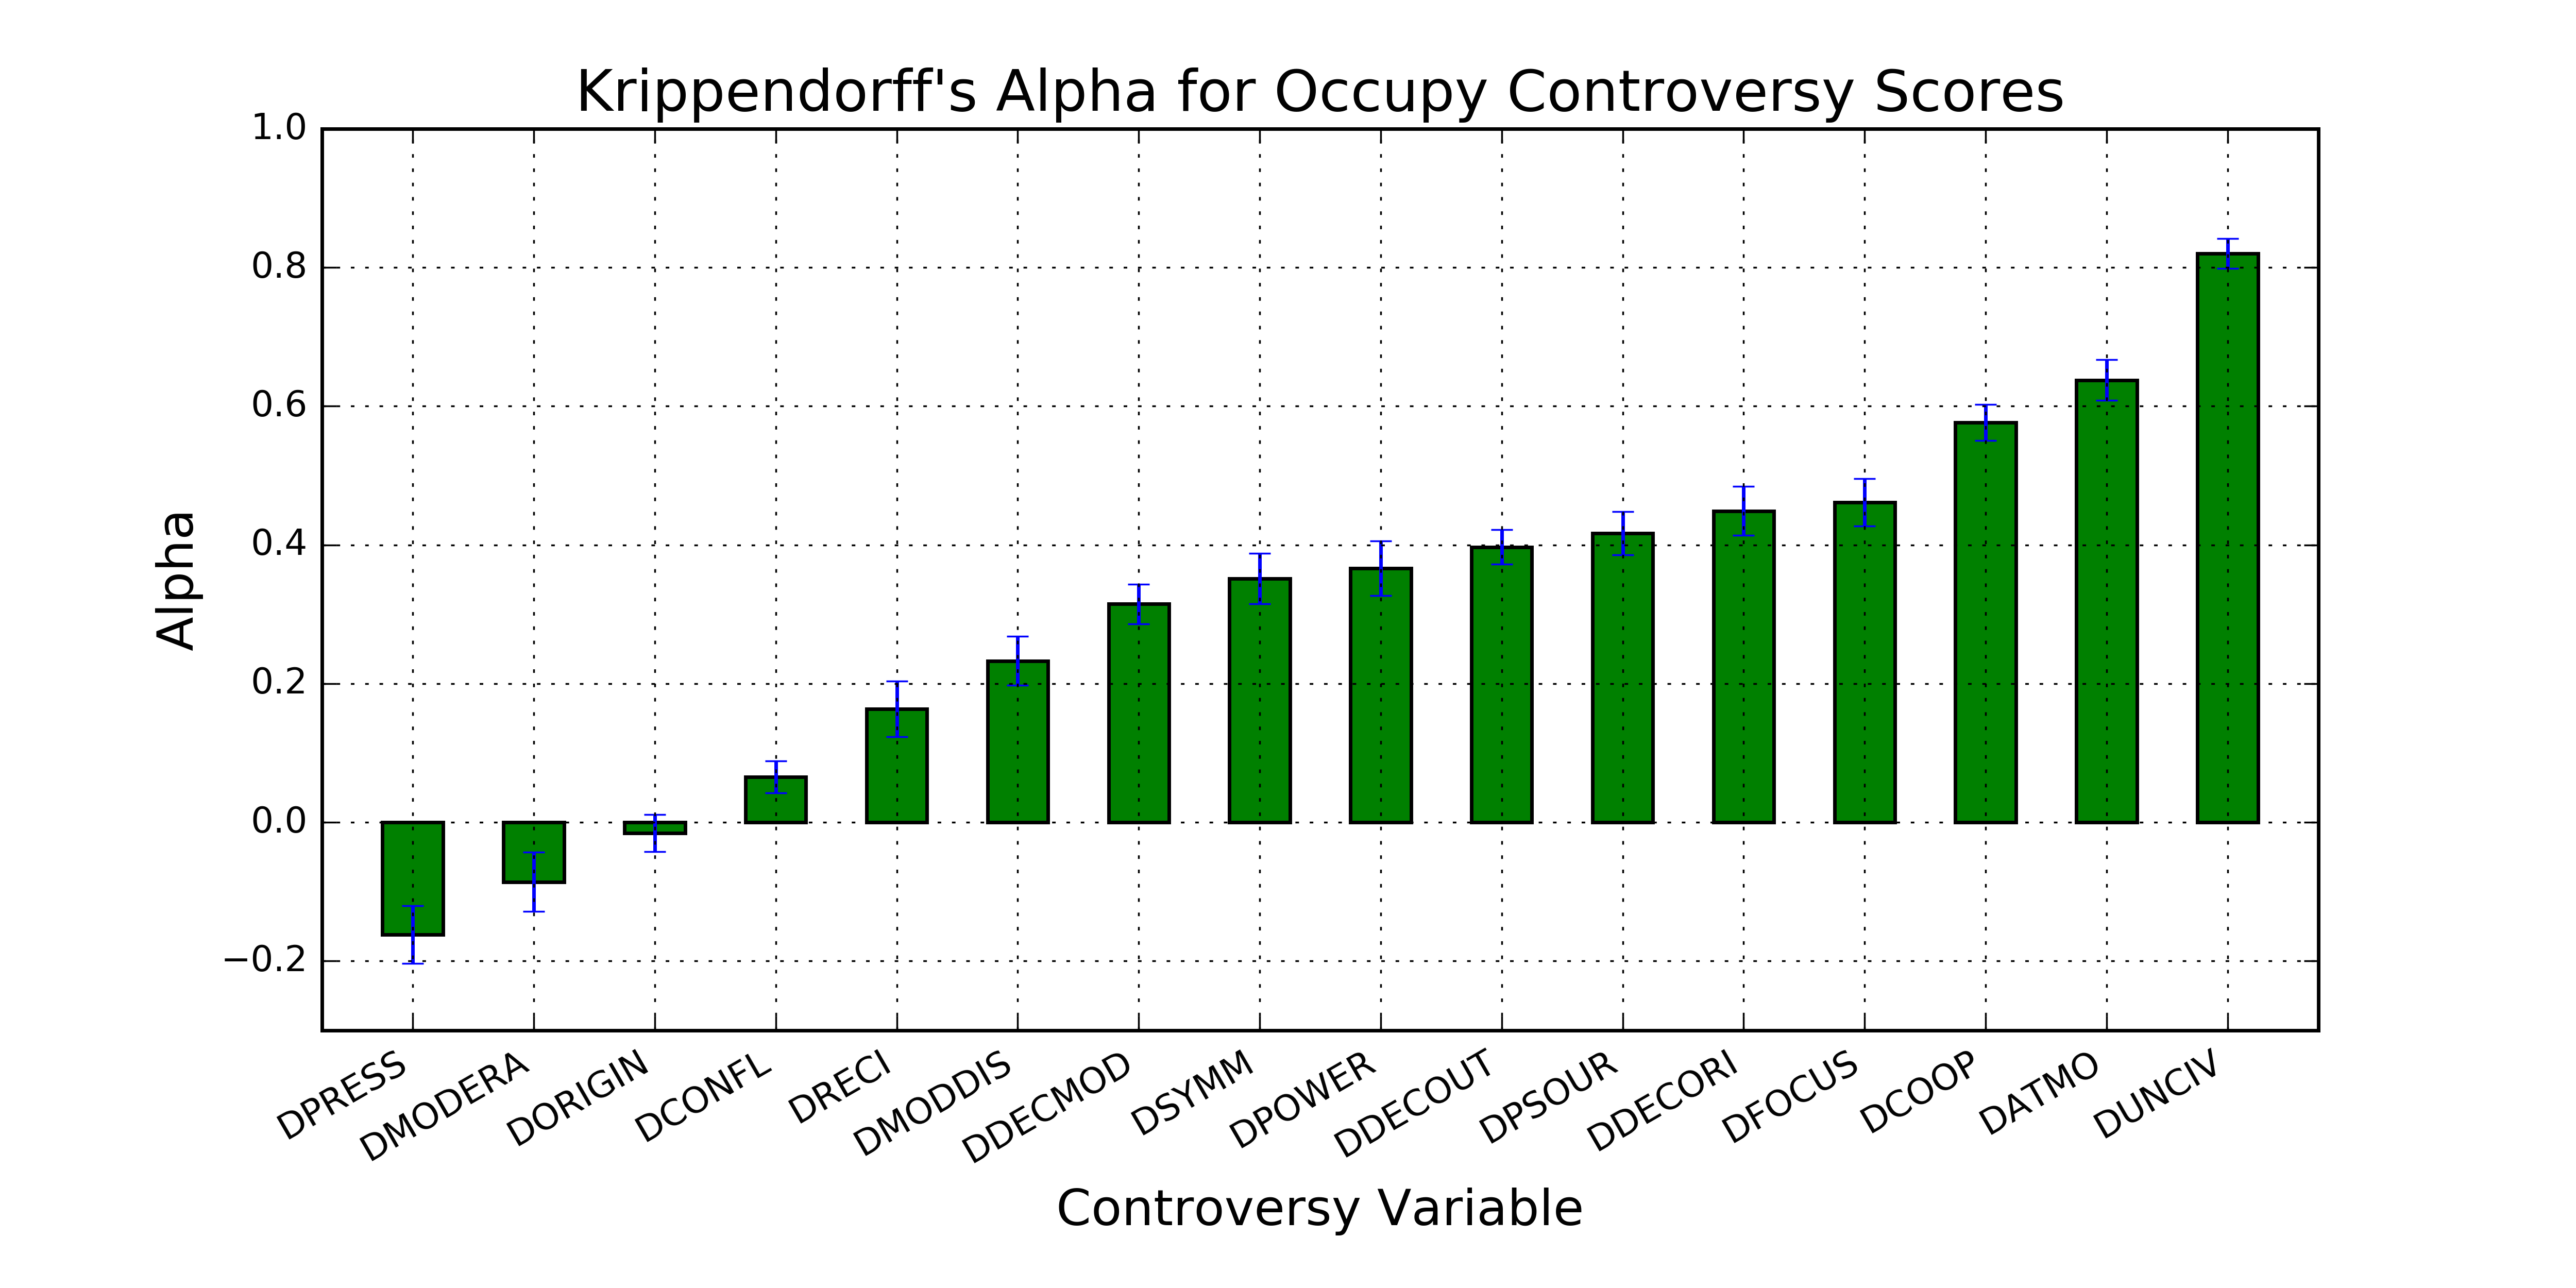 Krippendorff's Alpha for Occupy Controversy Scores
1.0
0.8
0.6
0.4
0.2
0.0
−0.2
Alpha
DPRESS
DMODERA
DORIGIN
DCONFL
DRECI
DMODDIS
DDECMOD
DSYMM
DPOWER
DDECOUT
DPSOUR
DDECORI
DFOCUS
DCOOP
DATMO
DUNCIV
Controversy Variable